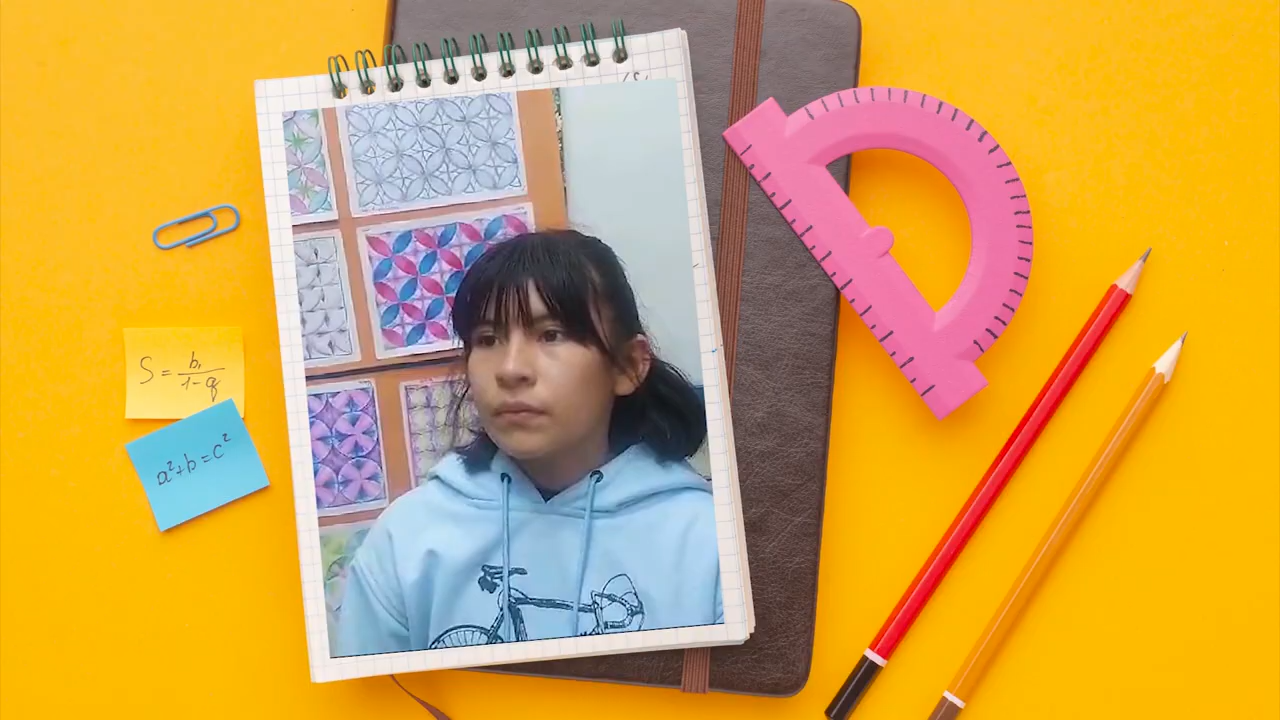 S = b₁/1-q
a²+b=c²